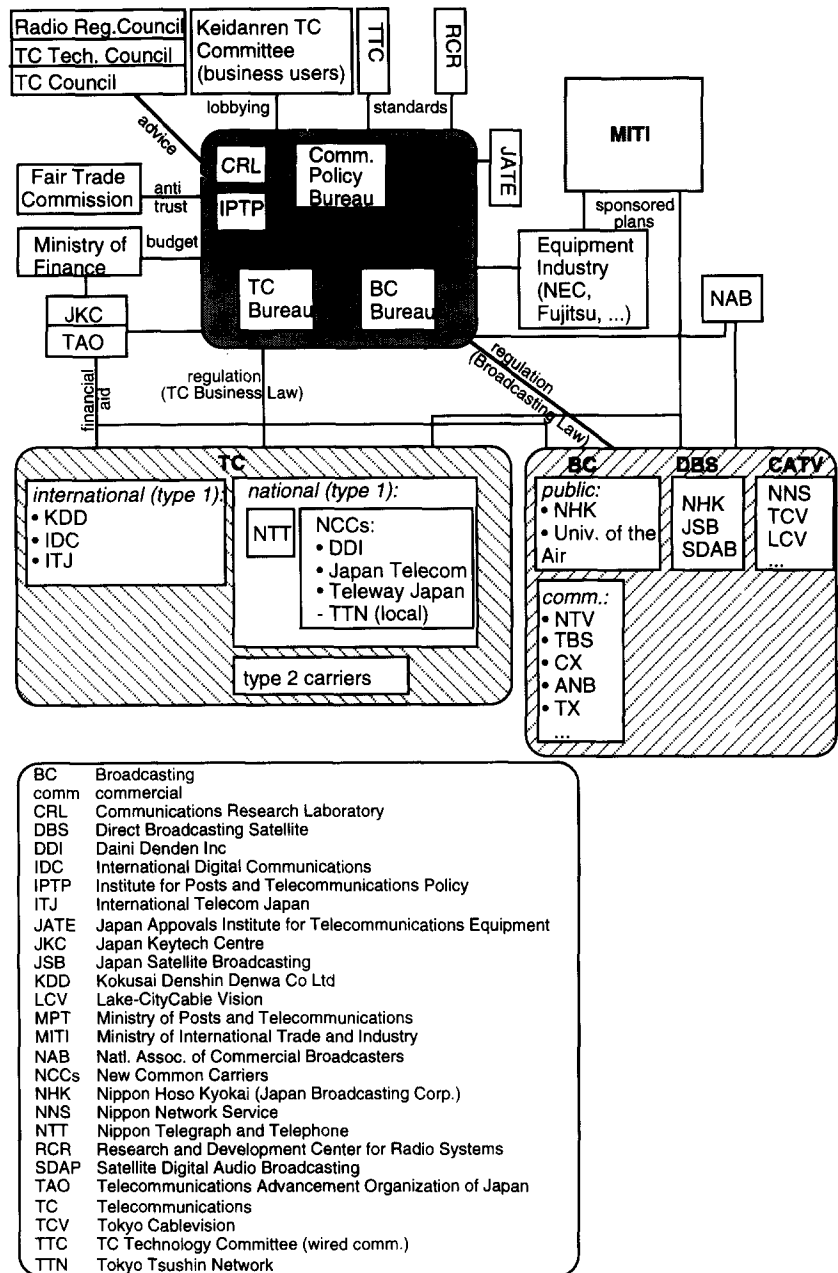 Radio Reg.Council
TC Tech. Council
TC Council
Keidanren TC
Committee
(business users)
TTC
RCR
lobbying
standards
advice
MITI
CRL
IPTP
Comm.
Policy
Bureau
JATE
Fair Trade
Commission
anti
trust
sponsored
plans
Ministry of
Finance
budget
Equipment
Industry
(NEC,
Fujitsu, ...)
TC
Bureau
BC
Bureau
NAB
JKC
TAO
financial
aid
regulation
(TC Business Law)
regulation
(Broadcasting Law)
TC
international (type 1):
• KDD
• IDC
• ITJ
national (type 1):
NTT
NCCs:
• DDI
• Japan Telecom
• Teleway Japan
- TTN (local)
type 2 carriers
BC
DBS
CATV
public:
• NHK
• Univ. of the
Air
NHK
JSB
SDAB
NNS
TCV
LCV
...
comm.:
• NTV
• TBS
• CX
• ANB
• TX
...
BC Broadcasting
comm commercial
CRL Communications Research Laboratory
DBS Direct Broadcasting Satellite
DDI Daini Denden Inc
IDC International Digital Communications
IPTP Institute for Posts and Telecommunications Policy
ITJ International Telecom Japan
JATE Japan Appovals Institute for Telecommunications Equipment
JKC Japan Keytech Centre
JSB Japan Satellite Broadcasting
KDD Kokusai Denshin Denwa Co Ltd
LCV Lake-CityCable Vision
MPT Ministry of Posts and Telecommunications
MITI Ministry of International Trade and Industry
NAB Natl. Assoc. of Commercial Broadcasters
NCCs New Common Carriers
NHK Nippon Hoso Kyokai (Japan Broadcasting Corp.)
NNS Nippon Network Service
NTT Nippon Telegraph and Telephone
RCR Research and Development Center for Radio Systems
SDAP Satellite Digital Audio Broadcasting
TAO Telecommunications Advancement Organization of Japan
TC Telecommunications
TCV Tokyo Cablevision
TTC TC Technology Committee (wired comm.)
TTN Tokyo Tsushin Network